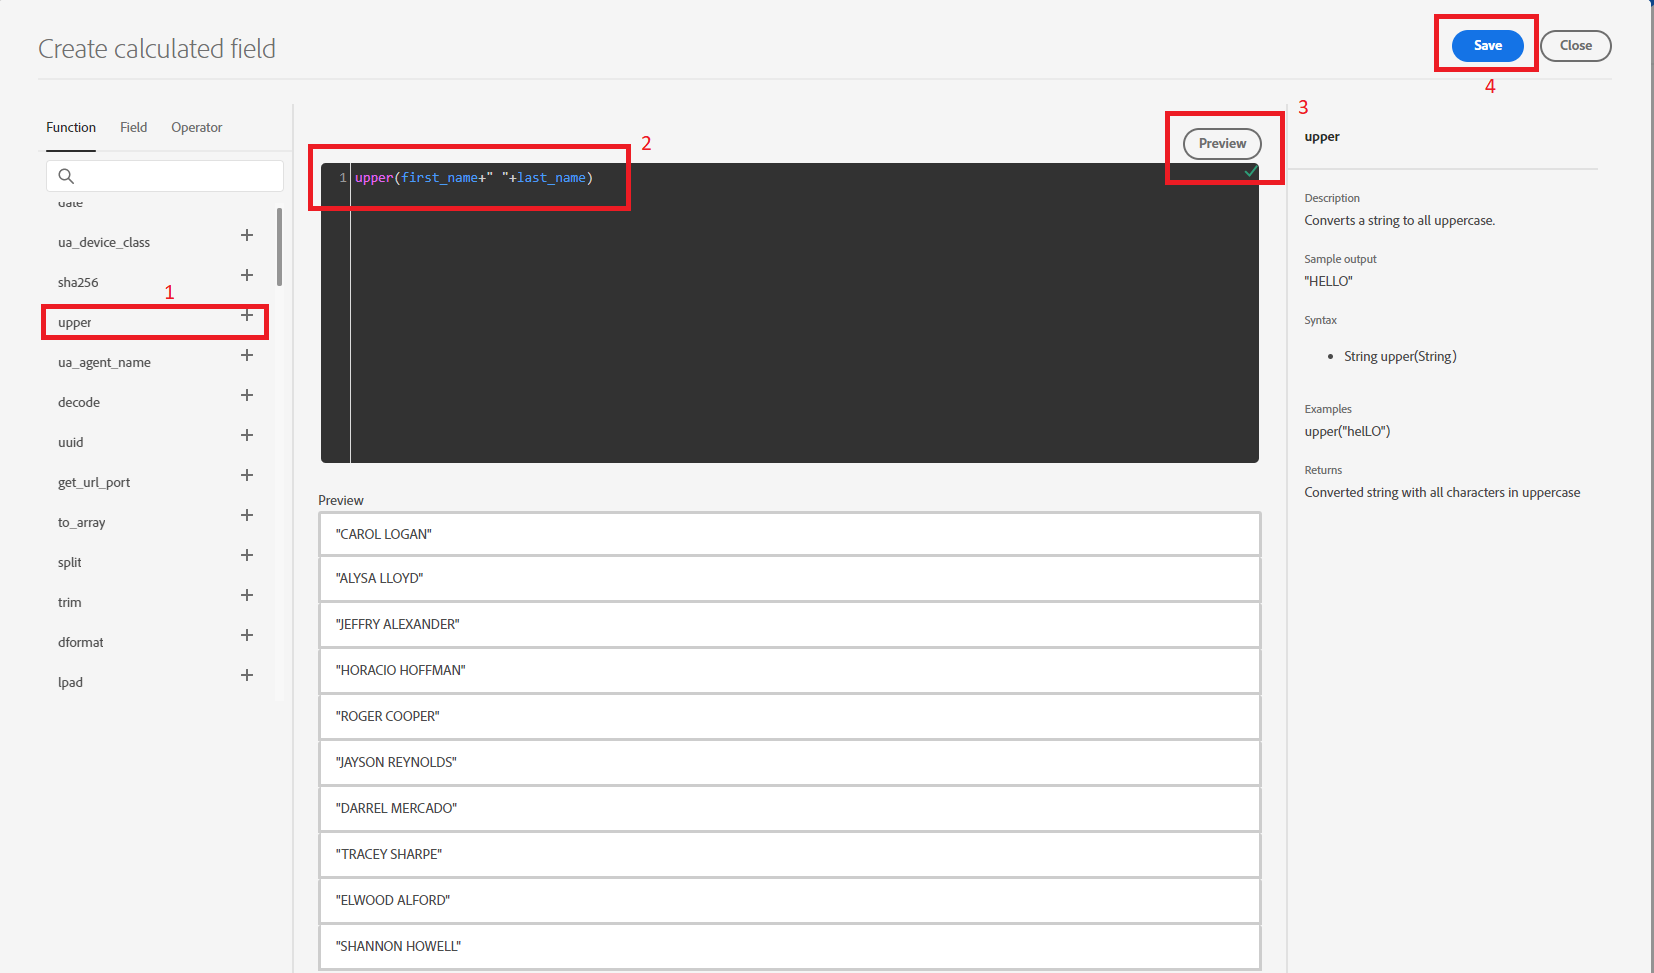 Create calculated field
Save
Close
4
Function Field Operator
date
ua_device_class
sha256
1
upper
ua_agent_name
decode
uuid
get_url_port
to_array
split
trim
dformat
lpad
2
3
Preview
1 upper(first_name+" "+last_name)
Preview
"CAROL LOGAN"
"ALYSA LLOYD"
"JEFFRY ALEXANDER"
"HORACIO HOFFMAN"
"ROGER COOPER"
"JAYSON REYNOLDS"
"DARREL MERCADO"
"TRACEY SHARPE"
"ELWOOD ALFORD"
"SHANNON HOWELL"
upper
Description
Converts a string to all uppercase.
Sample output
"HELLO"
Syntax
• String upper(String)
Examples
upper("helLO")
Returns
Converted string with all characters in uppercase